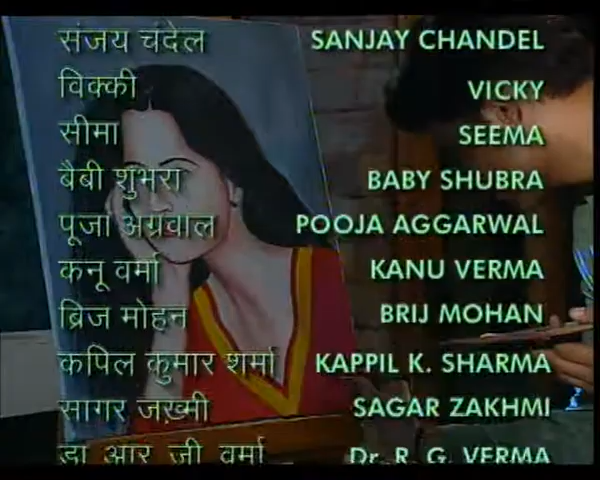 संजय चंदेल SANJAY CHANDEL
विक्की VICKY
सीमा SEEMA
बैबी शुभरा BABY SHUBRA
पूजा अग्रवाल POOJA AGGARWAL
कनू वर्मा KANU VERMA
ब्रिज मोहन BRIJ MOHAN
कपिल कुमार शर्मा KAPPIL K. SHARMA
सागर जख़्मी SAGAR ZAKHMI
डा आर जी वर्मा Dr. R. G. VERMA